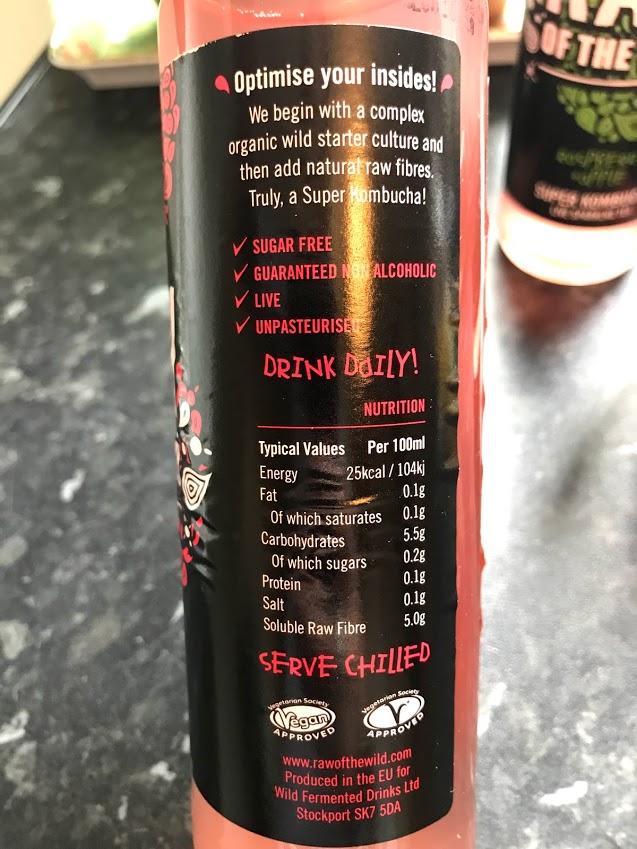 Optimise your insides!
We begin with a complex
organic wild starter culture and
then add natural raw fibres.
Truly, a Super Kombucha!
✓ SUGAR FREE
✓ GUARANTEED NON ALCOHOLIC
✓ LIVE
✓ UNPASTEURISED
DRINK DAILY!
NUTRITION
Typical Values Per 100ml
Energy 25kcal / 104kj
Fat 0.1g
Of which saturates 0.1g
Carbohydrates 5.5g
Of which sugars 0.2g
Protein 0.1g
Salt 0.1g
Soluble Raw Fibre 5.0g
SERVE CHILLED
Vegetarian Society
Vegan
APPROVED
Vegetarian Society
V
APPROVED
www.rawofthewild.com
Produced in the EU for
Wild Fermented Drinks Ltd
Stockport SK7 5DA
OF THE
SUPER